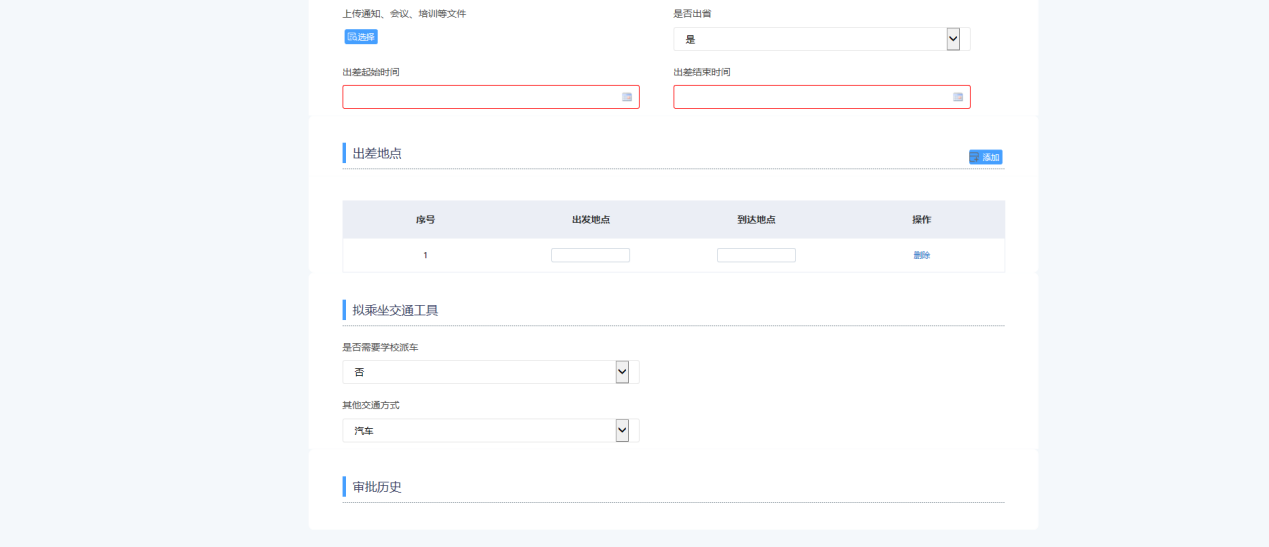 上传通知、会议、培训等文件
是否出省
选择
是
出差起始时间
出差结束时间
出差地点
添加
序号 出发地点 到达地点 操作
1 删除
拟乘坐交通工具
是否需要学校派车
否
其他交通方式
汽车
审批历史